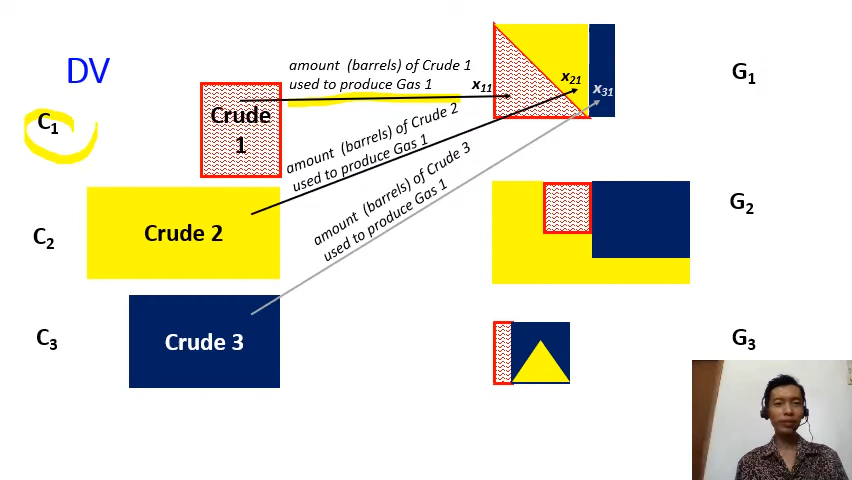 DV
amount (barrels) of Crude 1
used to produce Gas 1
x11
x21
x31
G1
C1
Crude
1
amount (barrels) of Crude 2
used to produce Gas 1
amount (barrels) of Crude 3
used to produce Gas 1
C2
Crude 2
G2
C3
Crude 3
G3